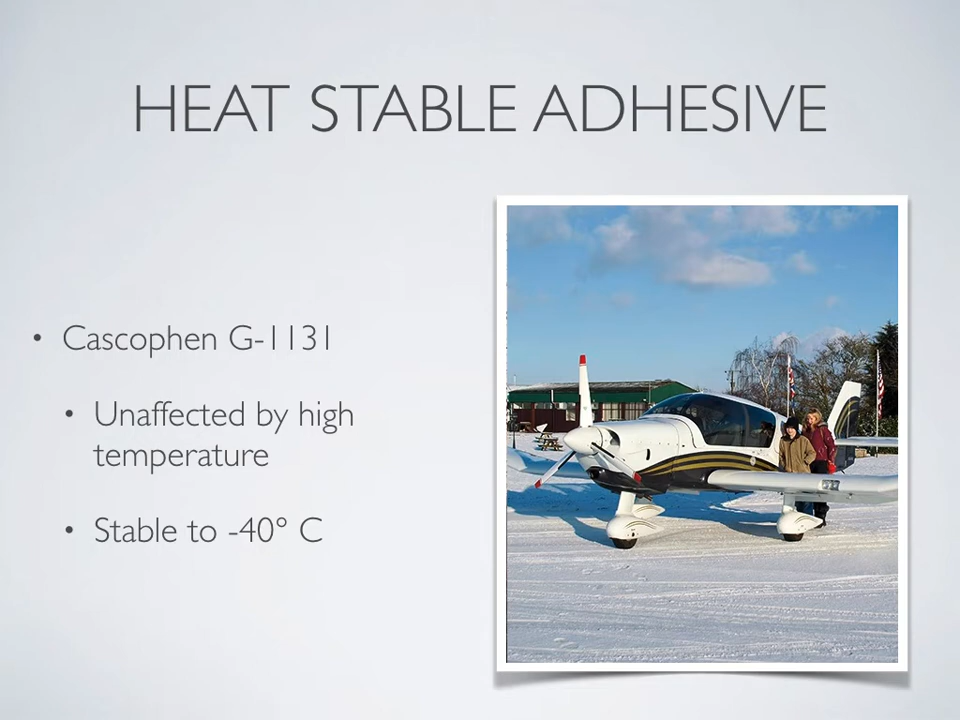 HEAT STABLE ADHESIVE
• Cascophen G-1131
• Unaffected by high
temperature
• Stable to -40° C